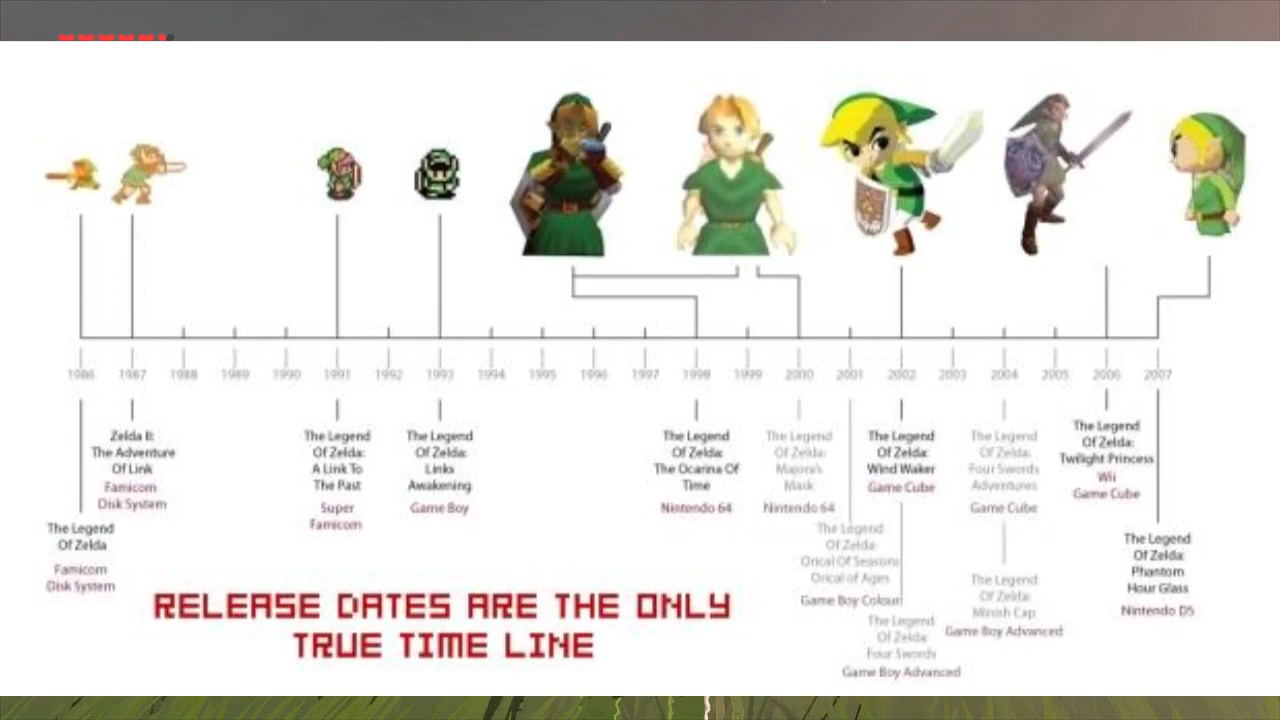 1986 1987 1988 1989 1990 1991 1992 1993 1994 1995 1996 1997 1998 1999 2000 2001 2002 2003 2004 2005 2006 2007
The Legend
Of Zelda
Famicom
Disk System
Zelda II:
The Adventure
Of Link
Famicom
Disk System
The Legend
Of Zelda:
A Link To
The Past
Super
Famicom
The Legend
Of Zelda:
Links
Awakening
Game Boy
The Legend
Of Zelda:
The Ocarina Of
Time
Nintendo 64
The Legend
Of Zelda:
Majora's
Mask
Nintendo 64
The Legend
Of Zelda:
Orical Of Seasons
Orical of Ages
Game Boy Colour
The Legend
Of Zelda:
Wind Waker
Game Cube
The Legend
Of Zelda:
Four Swords
Game Boy Advanced
The Legend
Of Zelda:
Four Swords
Adventures
Game Cube
The Legend
Of Zelda:
Minish Cap
Game Boy Advanced
The Legend
Of Zelda:
Twilight Princess
Wii
Game Cube
The Legend
Of Zelda:
Phantom
Hour Glass
Nintendo DS
RELEASE DATES ARE THE ONLY
TRUE TIME LINE